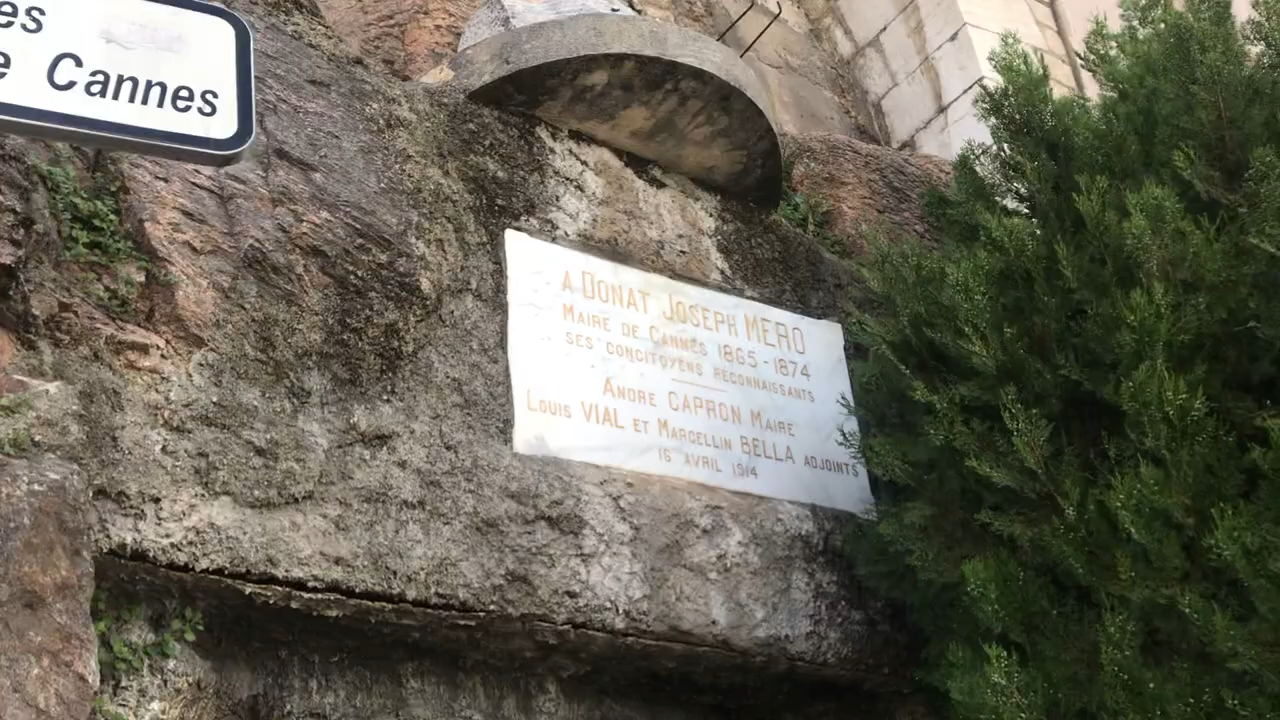 es
e Cannes
A DONAT JOSEPH MERO
MAIRE DE CANNES 1865-1874
SES CONCITOYENS RECONNAISSANTS
ANDRE CAPRON MAIRE
LOUIS VIAL ET MARCELLIN BELLA ADJOINTS
16 AVRIL 1914